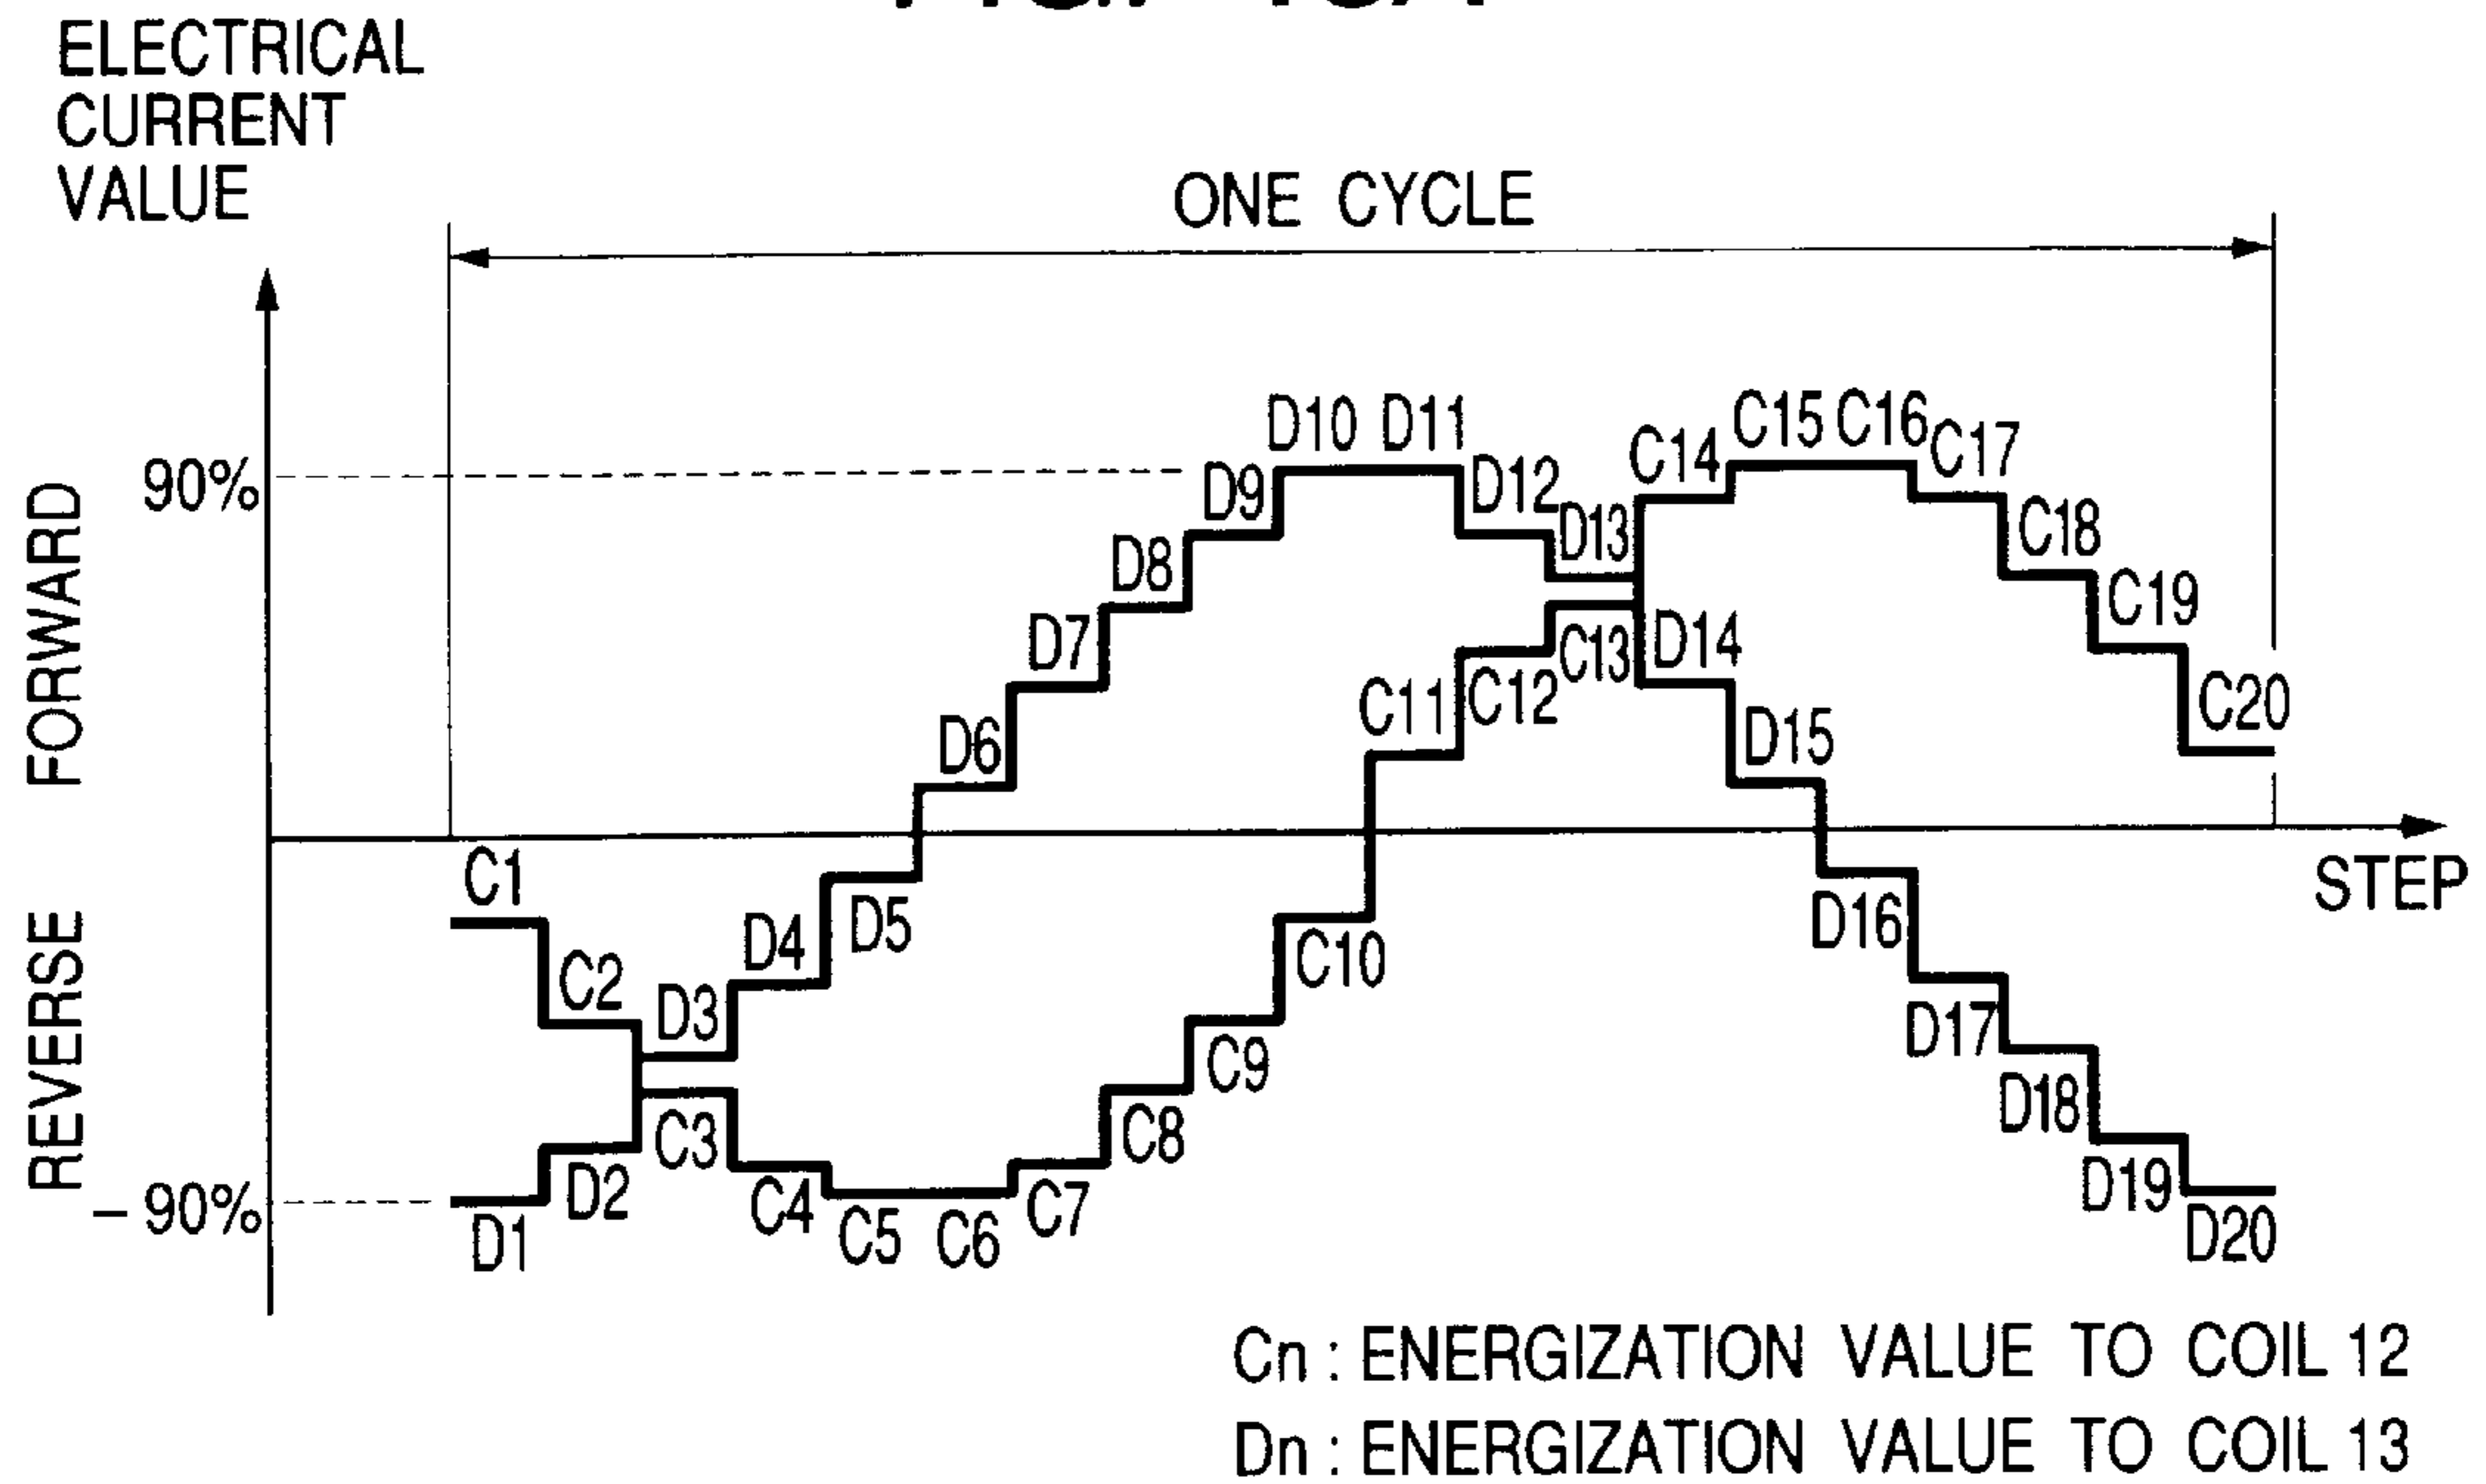 ELECTRICAL
CURRENT
VALUE
ONE CYCLE
FORWARD
REVERSE
90%
- 90%
STEP
C1
C2
C3
C4
C5
C6
C7
C8
C9
C10
C11
C12
C13
C14
C15
C16
C17
C18
C19
C20
D1
D2
D3
D4
D5
D6
D7
D8
D9
D10
D11
D12
D13
D14
D15
D16
D17
D18
D19
D20
Cn : ENERGIZATION VALUE TO COIL 12
Dn : ENERGIZATION VALUE TO COIL 13